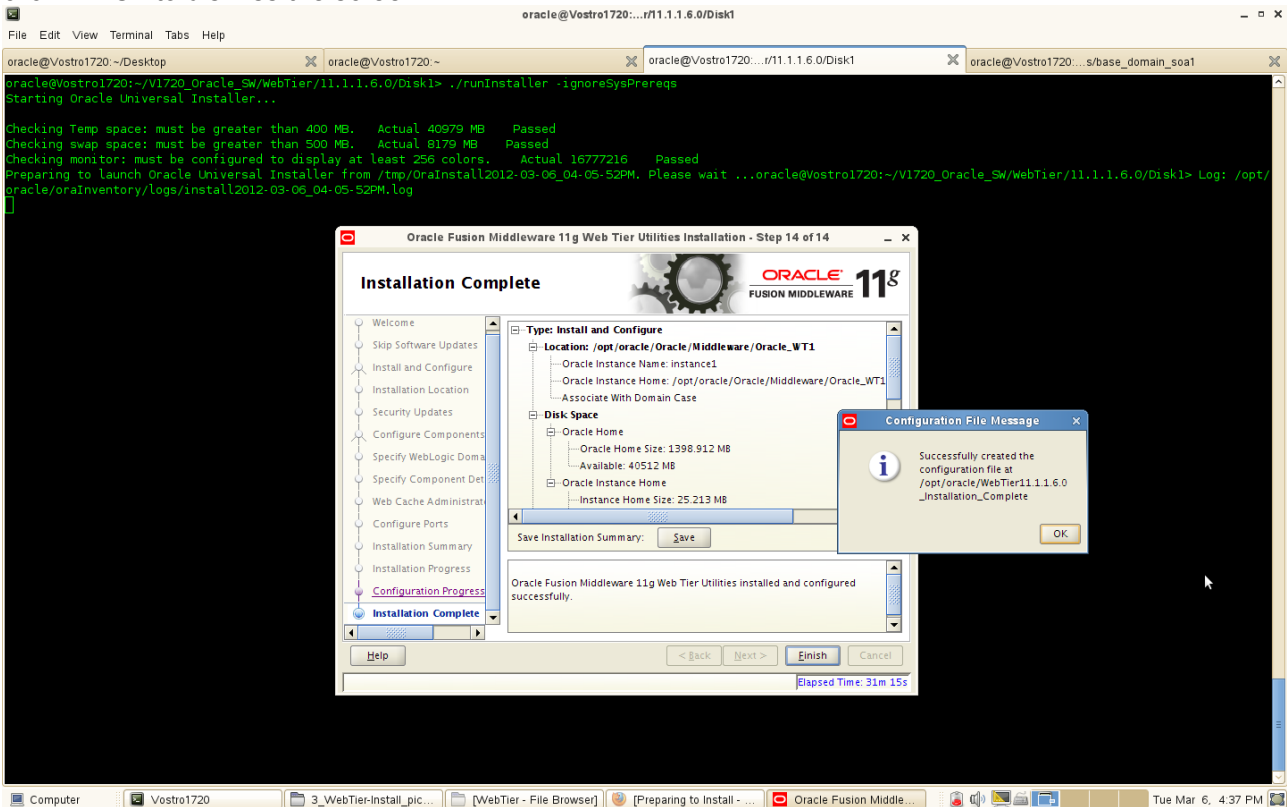 oracle@Vostro1720:...r/11.1.1.6.0/Disk1
File Edit View Terminal Tabs Help
oracle@Vostro1720:~/Desktop
oracle@Vostro1720:~
oracle@Vostro1720:...r/11.1.1.6.0/Disk1
oracle@Vostro1720:...s/base_domain_soa1
oracle@Vostro1720:~/V1720_Oracle_SW/WebTier/11.1.1.6.0/Disk1> ./runInstaller -ignoreSysPrereqs
Starting Oracle Universal Installer...
Checking Temp space: must be greater than 400 MB. Actual 40979 MB Passed
Checking swap space: must be greater than 500 MB. Actual 8179 MB Passed
Checking monitor: must be configured to display at least 256 colors. Actual 16777216 Passed
Preparing to launch Oracle Universal Installer from /tmp/OraInstall2012-03-06_04-05-52PM. Please wait ...oracle@Vostro1720:~/V1720_Oracle_SW/WebTier/11.1.1.6.0/Disk1> Log: /opt/
oracle/oraInventory/logs/install2012-03-06_04-05-52PM.log
Oracle Fusion Middleware 11g Web Tier Utilities Installation - Step 14 of 14
Installation Complete
ORACLE
FUSION MIDDLEWARE
11g
Welcome
Skip Software Updates
Install and Configure
Installation Location
Security Updates
Configure Components
Specify WebLogic Doma
Specify Component Det
Web Cache Administrat
Configure Ports
Installation Summary
Installation Progress
Configuration Progress
Installation Complete
Type: Install and Configure
Location: /opt/oracle/Oracle/Middleware/Oracle_WT1
Oracle Instance Name: instance1
Oracle Instance Home: /opt/oracle/Oracle/Middleware/Oracle_WT1
Associate With Domain Case
Disk Space
Oracle Home
Oracle Home Size: 1398.912 MB
Available: 40512 MB
Oracle Instance Home
Instance Home Size: 25.213 MB
Save Installation Summary: Save
Oracle Fusion Middleware 11g Web Tier Utilities installed and configured
successfully.
Help
< Back
Next >
Finish
Cancel
Elapsed Time: 31m 15s
Configuration File Message
Successfully created the
configuration file at
/opt/oracle/WebTier11.1.1.6.0
_Installation_Complete
OK
Computer
Vostro1720
3_WebTier-Install_pic...
[WebTier - File Browser]
[Preparing to Install - ...
Oracle Fusion Middle...
Tue Mar 6, 4:37 PM